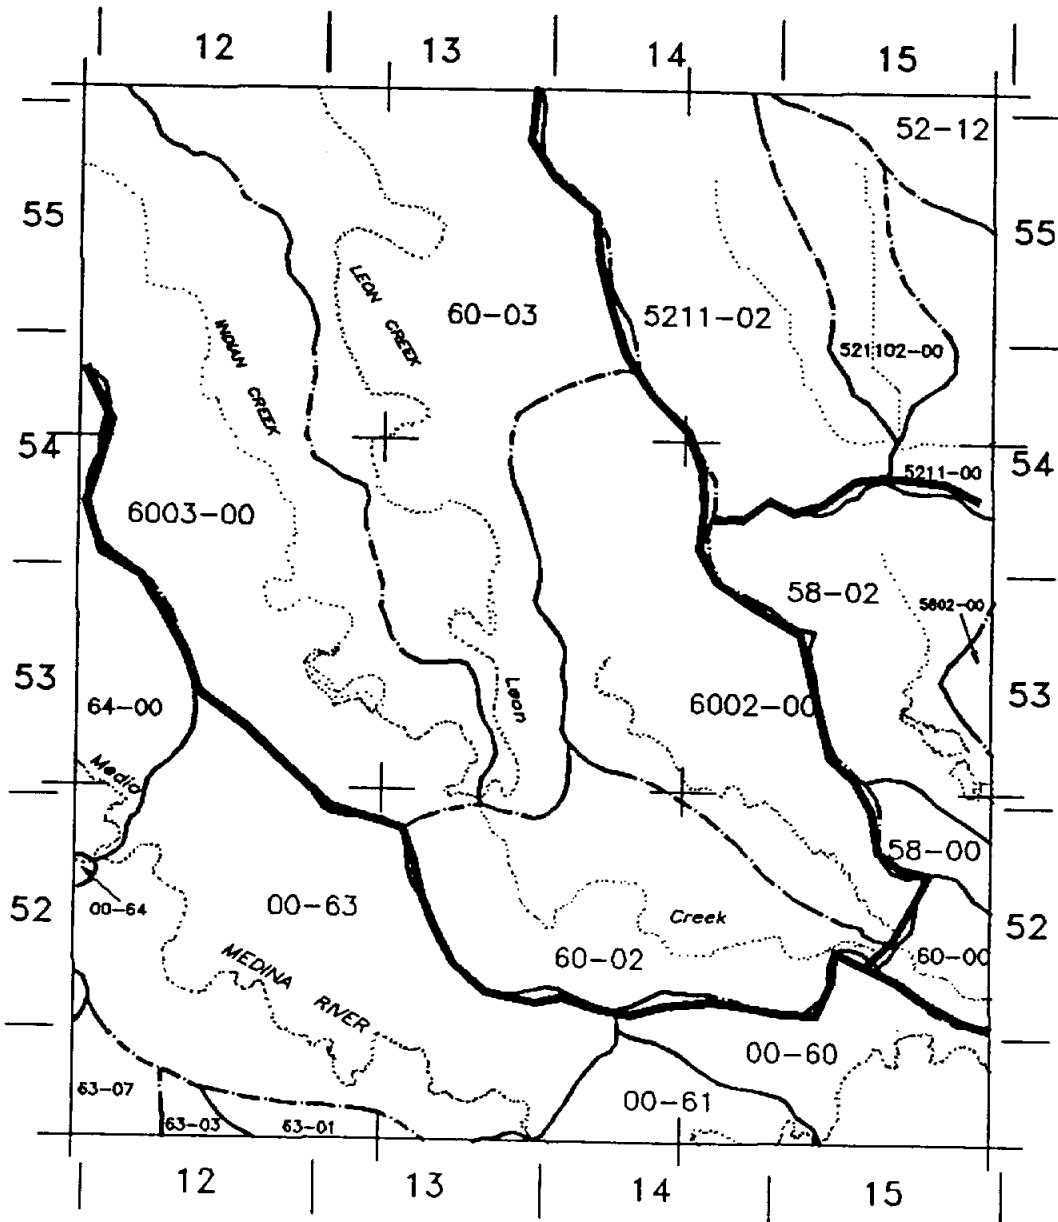 12 13 14 15
52-12
55 55
LEON CREEK
60-03 5211-02
INDIAN CREEK
521102-00
54 54
5211-00
6003-00
58-02
5802-00
53 53
64-00
Leon
6002-00
Medio
58-00
00-64 00-63
52 52
Creek
60-02 60-00
MEDINA RIVER
00-60
63-07
00-61
63-03 63-01
12 13 14 15